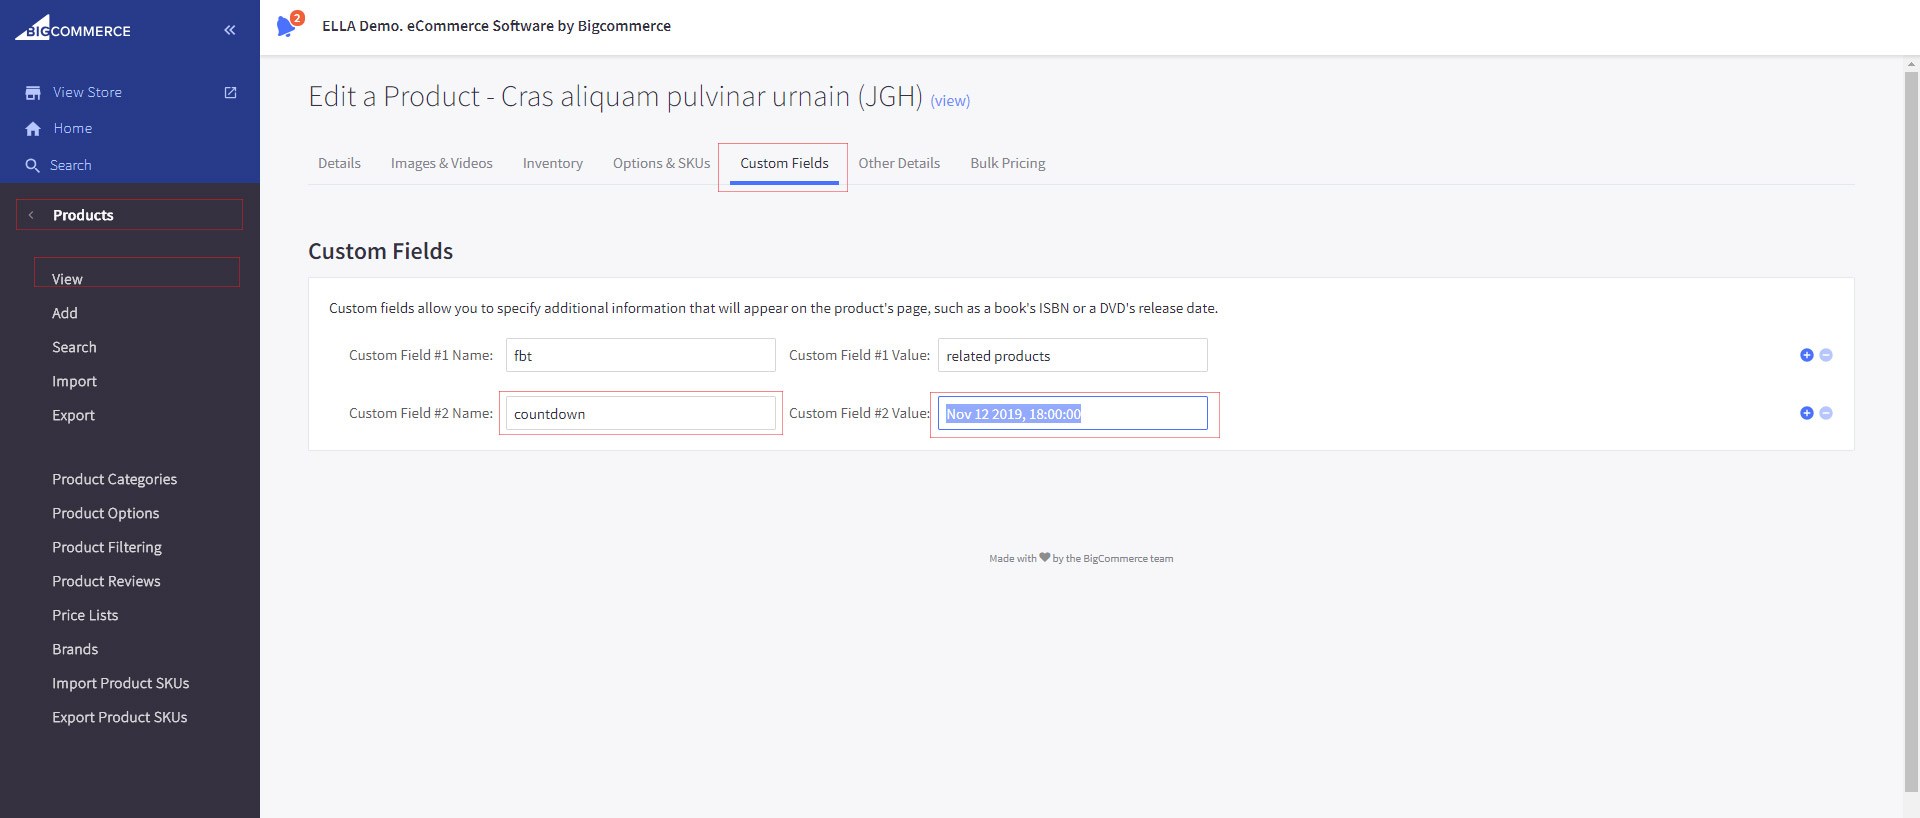 BIGCOMMERCE
View Store
Home
Search
Products
View
Add
Search
Import
Export
Product Categories
Product Options
Product Filtering
Product Reviews
Price Lists
Brands
Import Product SKUs
Export Product SKUs
2
ELLA Demo. eCommerce Software by Bigcommerce
Edit a Product - Cras aliquam pulvinar urnain (JGH) (view)
Details Images & Videos Inventory Options & SKUs Custom Fields Other Details Bulk Pricing
Custom Fields
Custom fields allow you to specify additional information that will appear on the product's page, such as a book's ISBN or a DVD's release date.
Custom Field #1 Name: fbt Custom Field #1 Value: related products
Custom Field #2 Name: countdown Custom Field #2 Value: Nov 12 2019, 18:00:00
Made with ♥ by the BigCommerce team